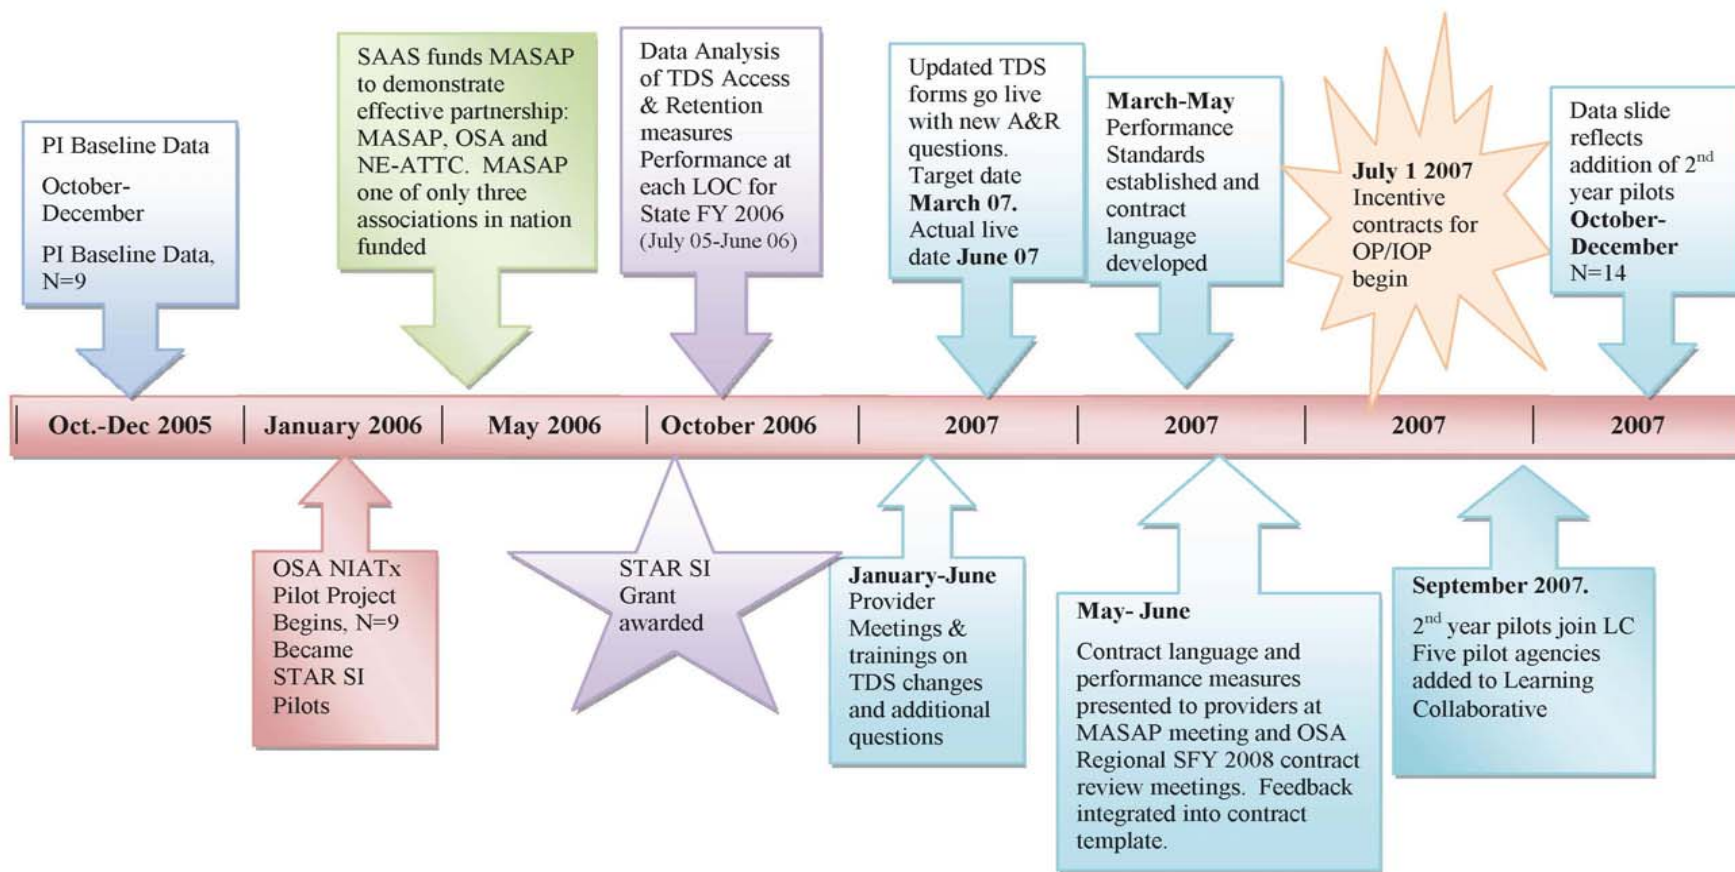 PI Baseline Data
October-
December
PI Baseline Data,
N=9
SAAS funds MASAP
to demonstrate
effective partnership:
MASAP, OSA and
NE-ATTC.  MASAP
one of only three
associations in nation
funded
Data Analysis
of TDS Access
& Retention
measures
Performance at
each LOC for
State FY 2006
(July 05-June 06)
Updated TDS
forms go live
with new A&R
questions.
Target date
March 07.
Actual live
date June 07
March-May
Performance
Standards
established and
contract
language
developed
July 1 2007
Incentive
contracts for
OP/IOP
begin
Data slide
reflects
addition of 2nd
year pilots
October-
December
N=14
Oct.-Dec 2005
January 2006
May 2006
October 2006
2007
2007
2007
2007
OSA NIATx
Pilot Project
Begins, N=9
Became
STAR SI
Pilots
STAR SI
Grant
awarded
January-June
Provider
Meetings &
trainings on
TDS changes
and additional
questions
May- June
Contract language and
performance measures
presented to providers at
MASAP meeting and OSA
Regional SFY 2008 contract
review meetings.  Feedback
integrated into contract
template.
September 2007.
2nd year pilots join LC
Five pilot agencies
added to Learning
Collaborative